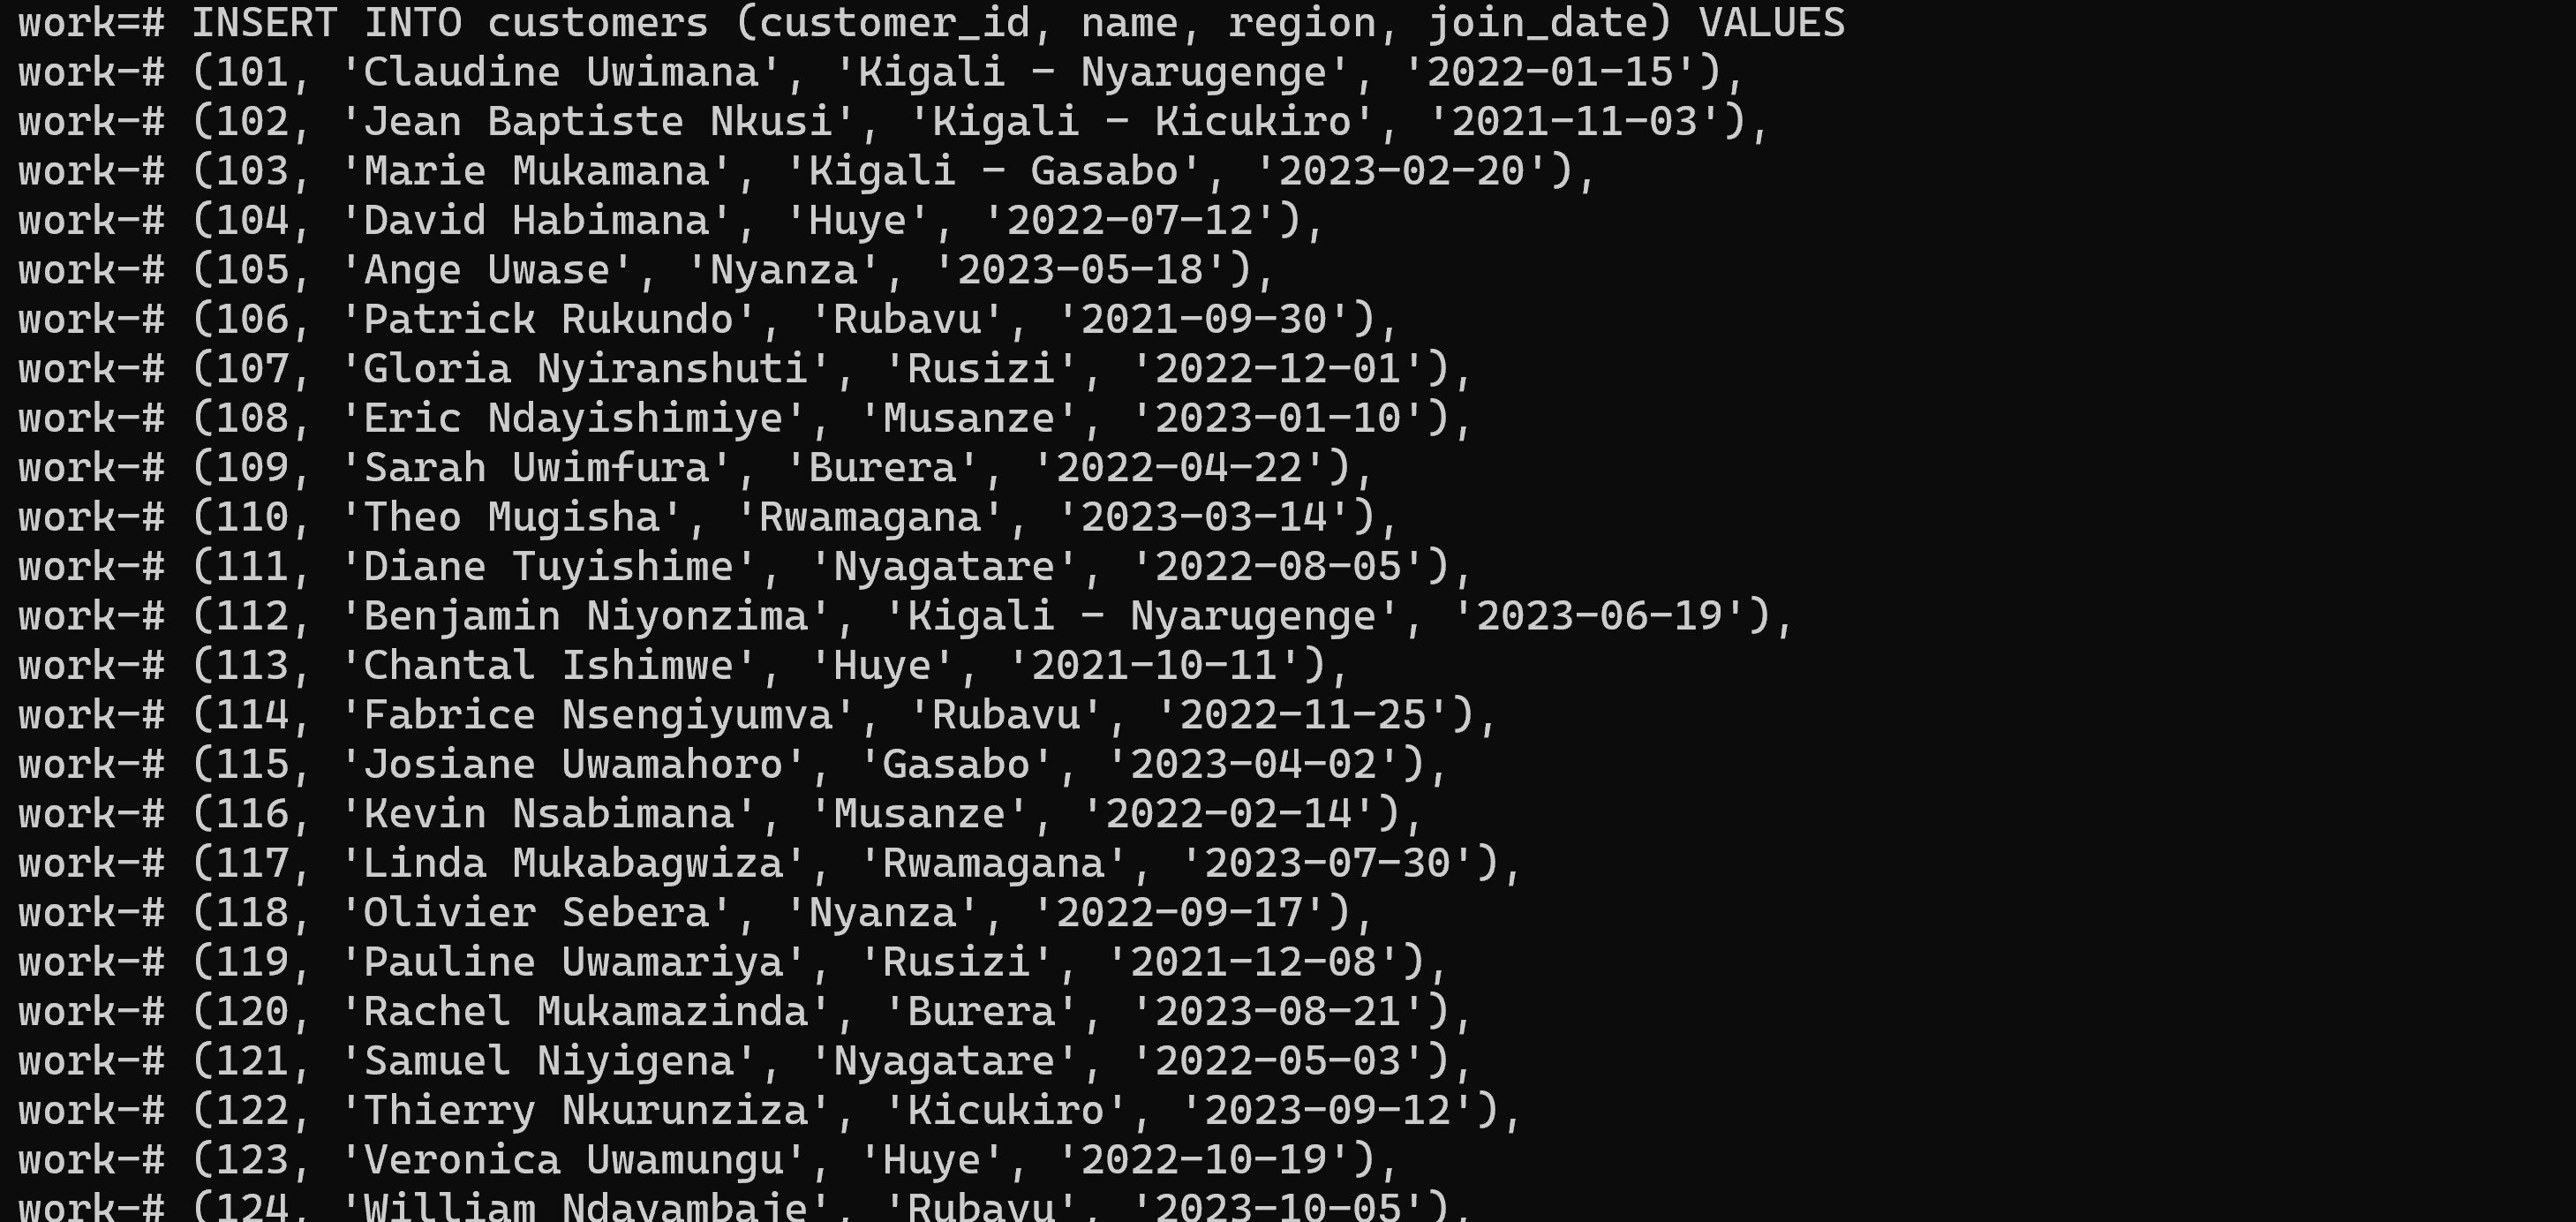 work=# INSERT INTO customers (customer_id, name, region, join_date) VALUES
work-# (101, 'Claudine Uwimana', 'Kigali - Nyarugenge', '2022-01-15'),
work-# (102, 'Jean Baptiste Nkusi', 'Kigali - Kicukiro', '2021-11-03'),
work-# (103, 'Marie Mukamana', 'Kigali - Gasabo', '2023-02-20'),
work-# (104, 'David Habimana', 'Huye', '2022-07-12'),
work-# (105, 'Ange Uwase', 'Nyanza', '2023-05-18'),
work-# (106, 'Patrick Rukundo', 'Rubavu', '2021-09-30'),
work-# (107, 'Gloria Nyiranshuti', 'Rusizi', '2022-12-01'),
work-# (108, 'Eric Ndayishimiye', 'Musanze', '2023-01-10'),
work-# (109, 'Sarah Uwimfura', 'Burera', '2022-04-22'),
work-# (110, 'Theo Mugisha', 'Rwamagana', '2023-03-14'),
work-# (111, 'Diane Tuyishime', 'Nyagatare', '2022-08-05'),
work-# (112, 'Benjamin Niyonzima', 'Kigali - Nyarugenge', '2023-06-19'),
work-# (113, 'Chantal Ishimwe', 'Huye', '2021-10-11'),
work-# (114, 'Fabrice Nsengiyumva', 'Rubavu', '2022-11-25'),
work-# (115, 'Josiane Uwamahoro', 'Gasabo', '2023-04-02'),
work-# (116, 'Kevin Nsabimana', 'Musanze', '2022-02-14'),
work-# (117, 'Linda Mukabagwiza', 'Rwamagana', '2023-07-30'),
work-# (118, 'Olivier Sebera', 'Nyanza', '2022-09-17'),
work-# (119, 'Pauline Uwamariya', 'Rusizi', '2021-12-08'),
work-# (120, 'Rachel Mukamazinda', 'Burera', '2023-08-21'),
work-# (121, 'Samuel Niyigena', 'Nyagatare', '2022-05-03'),
work-# (122, 'Thierry Nkurunziza', 'Kicukiro', '2023-09-12'),
work-# (123, 'Veronica Uwamungu', 'Huye', '2022-10-19'),
work-# (124, 'William Ndayambaje', 'Rubavu', '2023-10-05'),